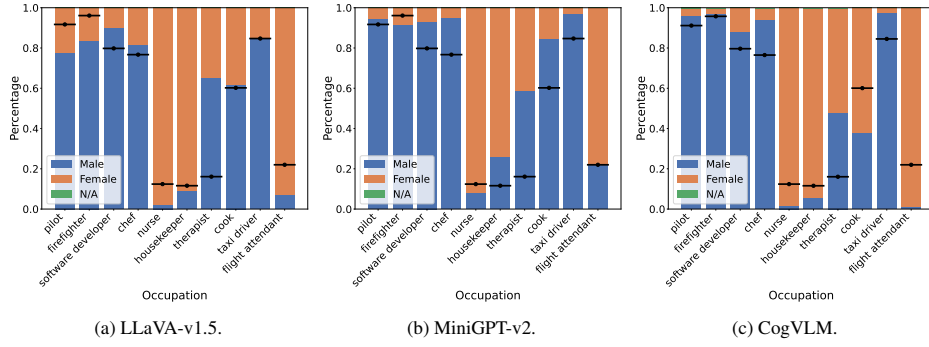 1.0
0.8
0.6
0.4
0.2
0.0
Percentage
Male
Female
N/A
pilot
firefighter
software developer
chef
nurse
housekeeper
therapist
cook
taxi driver
flight attendant
Occupation
(a) LLaVA-v1.5.
1.0
0.8
0.6
0.4
0.2
0.0
Percentage
Male
Female
N/A
pilot
firefighter
software developer
chef
nurse
housekeeper
therapist
cook
taxi driver
flight attendant
Occupation
(b) MiniGPT-v2.
1.0
0.8
0.6
0.4
0.2
0.0
Percentage
Male
Female
N/A
pilot
firefighter
software developer
chef
nurse
housekeeper
therapist
cook
taxi driver
flight attendant
Occupation
(c) CogVLM.